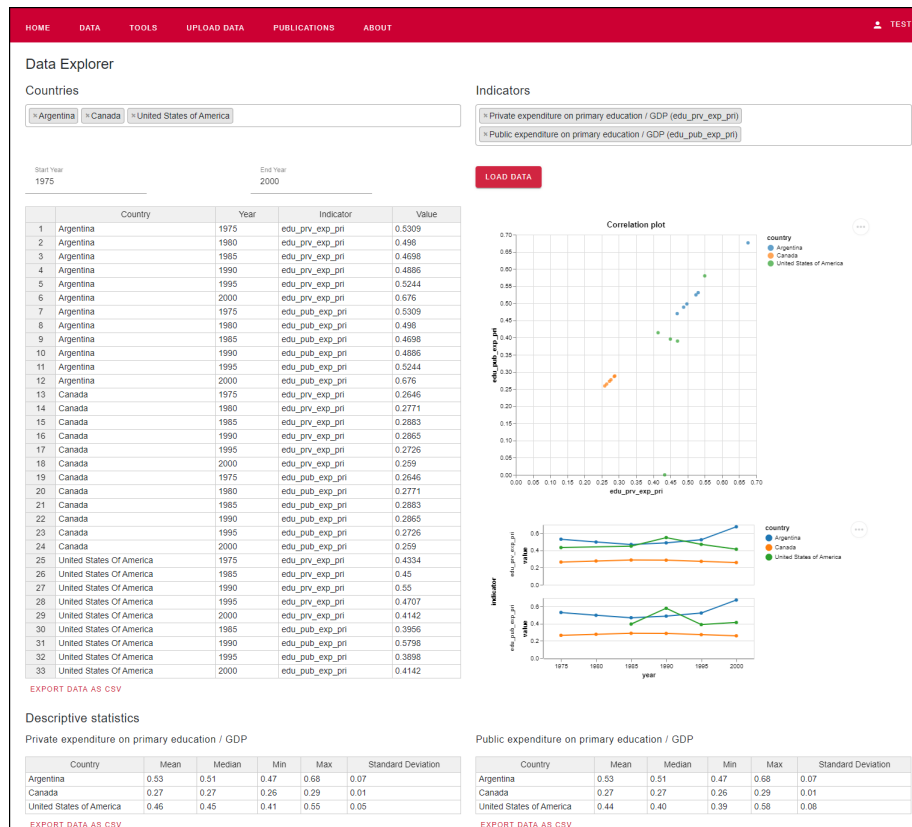 HOME DATA TOOLS UPLOAD DATA PUBLICATIONS ABOUT TEST
Data Explorer
Countries
×Argentina ×Canada ×United States of America
Indicators
×Private expenditure on primary education / GDP (edu_prv_exp_pri)
×Public expenditure on primary education / GDP (edu_pub_exp_pri)
Start Year
1975
End Year
2000
LOAD DATA
Country Year Indicator Value
1 Argentina 1975 edu_prv_exp_pri 0.5309
2 Argentina 1980 edu_prv_exp_pri 0.498
3 Argentina 1985 edu_prv_exp_pri 0.4698
4 Argentina 1990 edu_prv_exp_pri 0.4886
5 Argentina 1995 edu_prv_exp_pri 0.5244
6 Argentina 2000 edu_prv_exp_pri 0.676
7 Argentina 1975 edu_pub_exp_pri 0.5309
8 Argentina 1980 edu_pub_exp_pri 0.498
9 Argentina 1985 edu_pub_exp_pri 0.4698
10 Argentina 1990 edu_pub_exp_pri 0.4886
11 Argentina 1995 edu_pub_exp_pri 0.5244
12 Argentina 2000 edu_pub_exp_pri 0.676
13 Canada 1975 edu_prv_exp_pri 0.2646
14 Canada 1980 edu_prv_exp_pri 0.2771
15 Canada 1985 edu_prv_exp_pri 0.2883
16 Canada 1990 edu_prv_exp_pri 0.2865
17 Canada 1995 edu_prv_exp_pri 0.2726
18 Canada 2000 edu_prv_exp_pri 0.259
19 Canada 1975 edu_pub_exp_pri 0.2646
20 Canada 1980 edu_pub_exp_pri 0.2771
21 Canada 1985 edu_pub_exp_pri 0.2883
22 Canada 1990 edu_pub_exp_pri 0.2865
23 Canada 1995 edu_pub_exp_pri 0.2726
24 Canada 2000 edu_pub_exp_pri 0.259
25 United States Of America 1975 edu_prv_exp_pri 0.4334
26 United States Of America 1985 edu_prv_exp_pri 0.45
27 United States Of America 1990 edu_prv_exp_pri 0.55
28 United States Of America 1995 edu_prv_exp_pri 0.4707
29 United States Of America 2000 edu_prv_exp_pri 0.4142
30 United States Of America 1985 edu_pub_exp_pri 0.3956
31 United States Of America 1990 edu_pub_exp_pri 0.5798
32 United States Of America 1995 edu_pub_exp_pri 0.3898
33 United States Of America 2000 edu_pub_exp_pri 0.4142
EXPORT DATA AS CSV
Correlation plot
0.70
0.65
0.60
0.55
0.50
0.45
0.40
0.35
0.30
0.25
0.20
0.15
0.10
0.05
0.00
edu_pub_exp_pri
0.00 0.05 0.10 0.15 0.20 0.25 0.30 0.35 0.40 0.45 0.50 0.55 0.60 0.65 0.70
edu_prv_exp_pri
country
Argentina
Canada
United States of America
indicator
edu_prv_exp_pri
value
0.6
0.4
0.2
0.0
edu_pub_exp_pri
value
0.6
0.4
0.2
0.0
1975 1980 1985 1990 1995 2000
year
country
Argentina
Canada
United States of America
Descriptive statistics
Private expenditure on primary education / GDP
Country Mean Median Min Max Standard Deviation
Argentina 0.53 0.51 0.47 0.68 0.07
Canada 0.27 0.27 0.26 0.29 0.01
United States of America 0.46 0.45 0.41 0.55 0.05
EXPORT DATA AS CSV
Public expenditure on primary education / GDP
Country Mean Median Min Max Standard Deviation
Argentina 0.53 0.51 0.47 0.68 0.07
Canada 0.27 0.27 0.26 0.29 0.01
United States of America 0.44 0.40 0.39 0.58 0.08
EXPORT DATA AS CSV